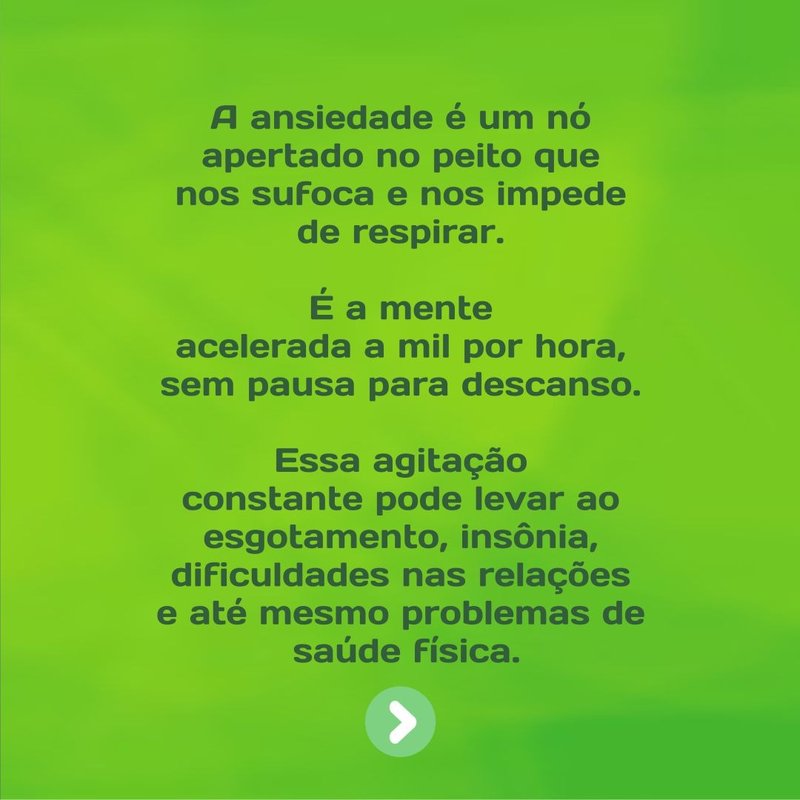 A ansiedade é um nó
apertado no peito que
nos sufoca e nos impede
de respirar.
É a mente
acelerada a mil por hora,
sem pausa para descanso.
Essa agitação
constante pode levar ao
esgotamento, insônia,
dificuldades nas relações
e até mesmo problemas de
saúde física.